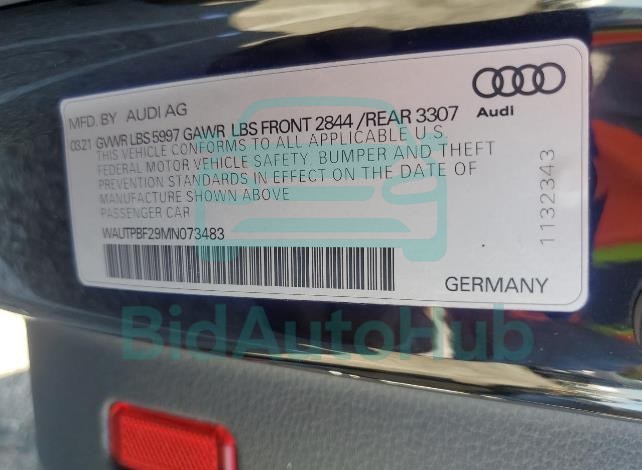 MFD. BY AUDI AG
03.21 GVWR LBS 5997 GAWR LBS FRONT 2844 /REAR 3307
THIS VEHICLE CONFORMS TO ALL APPLICABLE U.S.
FEDERAL MOTOR VEHICLE SAFETY, BUMPER AND THEFT
PREVENTION STANDARDS IN EFFECT ON THE DATE OF
MANUFACTURE SHOWN ABOVE
PASSENGER CAR
WAUTPBF29MN073483
Audi
1132343
GERMANY
BidAutoHub